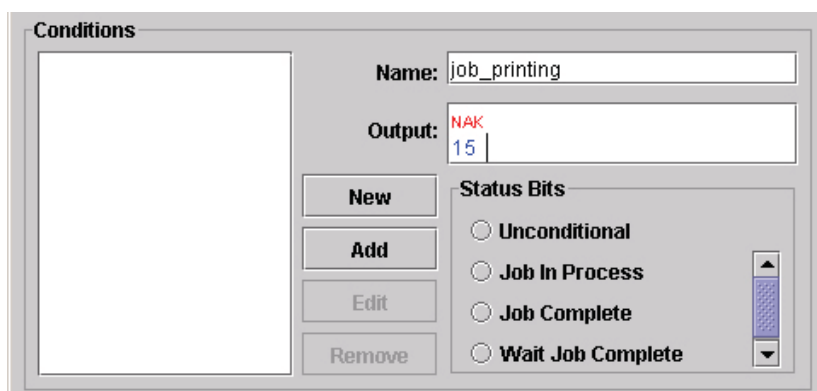 Conditions
Name: job_printing
Output: NAK
15
New
Add
Edit
Remove
Status Bits
Unconditional
Job In Process
Job Complete
Wait Job Complete